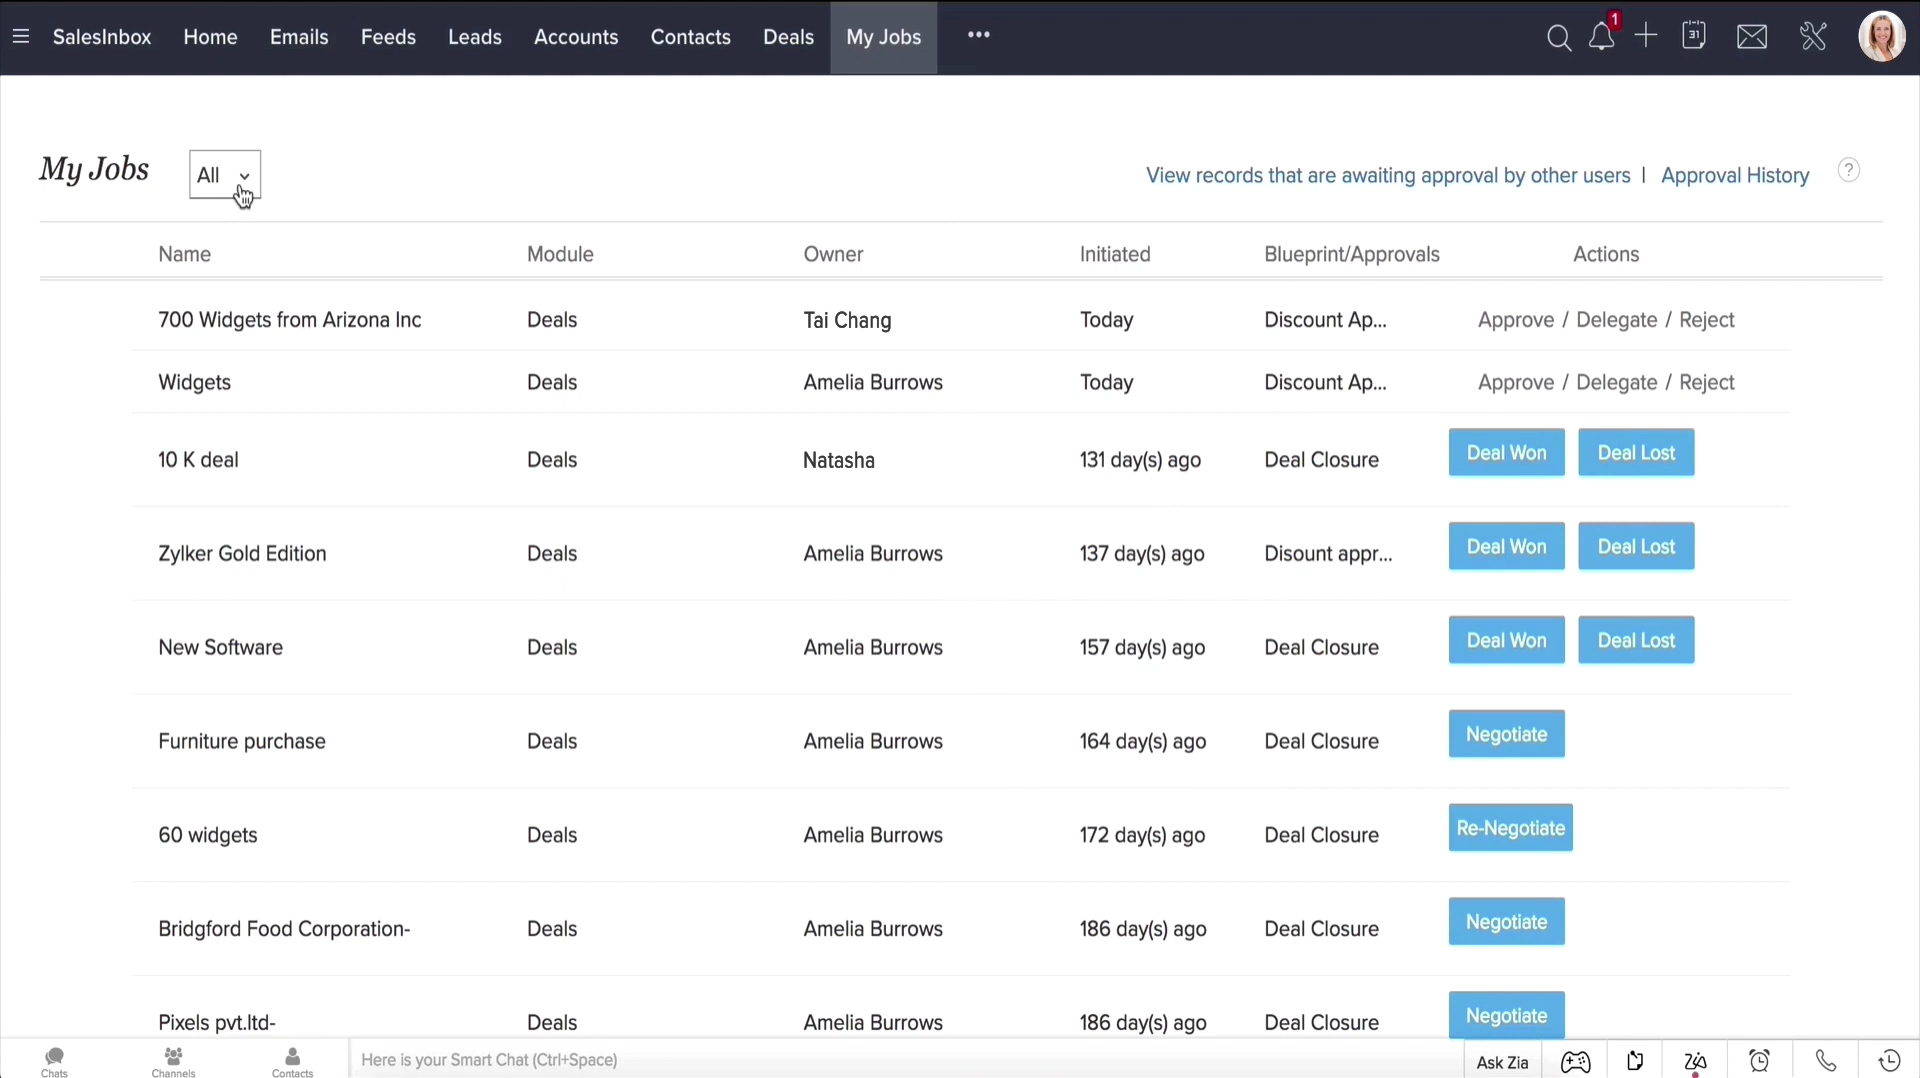 SalesInbox Home Emails Feeds Leads Accounts Contacts Deals My Jobs ••• 1 31
My Jobs All View records that are awaiting approval by other users | Approval History ?
Name Module Owner Initiated Blueprint/Approvals Actions
700 Widgets from Arizona Inc Deals Tai Chang Today Discount Ap... Approve / Delegate / Reject
Widgets Deals Amelia Burrows Today Discount Ap... Approve / Delegate / Reject
10 K deal Deals Natasha 131 day(s) ago Deal Closure Deal Won Deal Lost
Zylker Gold Edition Deals Amelia Burrows 137 day(s) ago Disount appr... Deal Won Deal Lost
New Software Deals Amelia Burrows 157 day(s) ago Deal Closure Deal Won Deal Lost
Furniture purchase Deals Amelia Burrows 164 day(s) ago Deal Closure Negotiate
60 widgets Deals Amelia Burrows 172 day(s) ago Deal Closure Re-Negotiate
Bridgford Food Corporation- Deals Amelia Burrows 186 day(s) ago Deal Closure Negotiate
Pixels pvt.ltd- Deals Amelia Burrows 186 day(s) ago Deal Closure Negotiate
Chats Channels Contacts Here is your Smart Chat (Ctrl+Space) Ask Zia